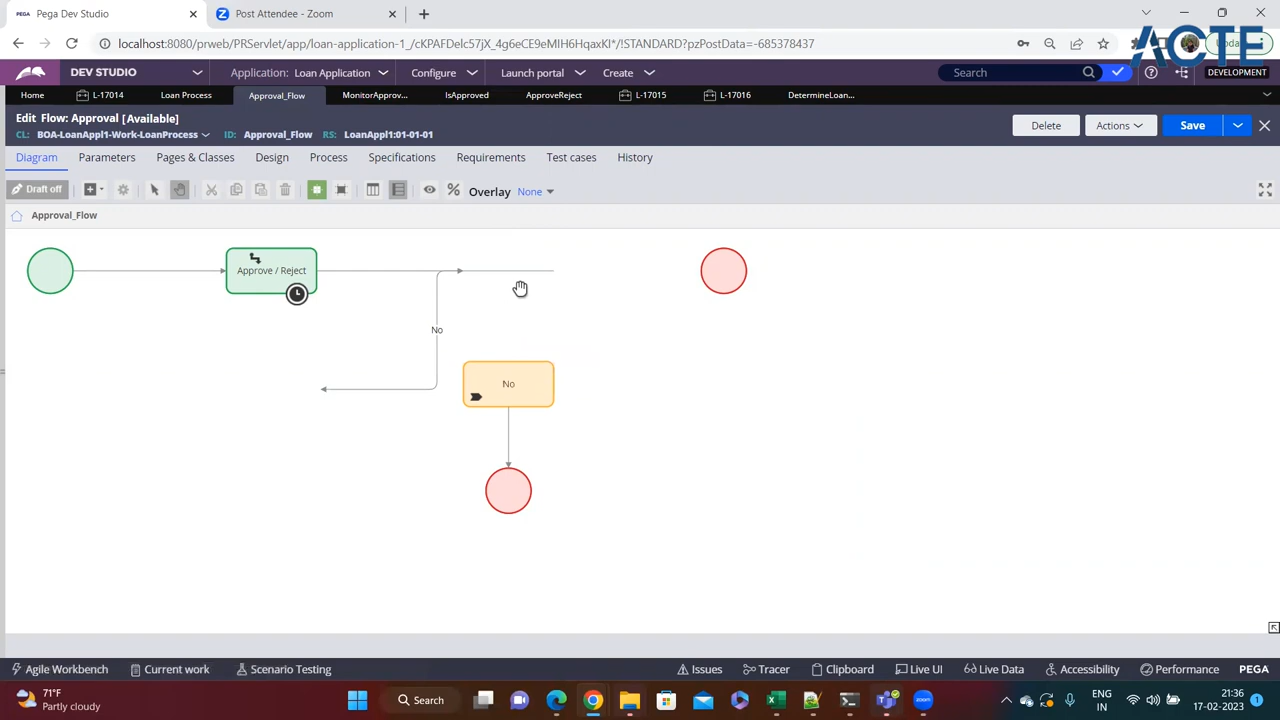 Pega Dev Studio
Post Attendee - Zoom
localhost:8080/prweb/PRServlet/app/loan-application-1_/
!STANDARD?pzPostData=-685378437
ACTE
DEV STUDIO
Application: Loan Application
Configure
Launch portal
Create
Search
DEVELOPMENT
Home
L-17014
Loan Process
Approval_Flow
MonitorApprov...
IsApproved
ApproveReject
L-17015
L-17016
DetermineLoan...
Edit Flow: Approval [Available]
CL: BOA-LoanAppl1-Work-LoanProcess
ID: Approval_Flow
RS: LoanAppl1:01-01-01
Delete
Actions
Save
Diagram
Parameters
Pages & Classes
Design
Process
Specifications
Requirements
Test cases
History
Draft off
Overlay None
Approval_Flow
Approve / Reject
No
No
Agile Workbench
Current work
Scenario Testing
Issues
Tracer
Clipboard
Live UI
Live Data
Accessibility
Performance
PEGA
71°F
Partly cloudy
Search
ENG
IN
21:36
17-02-2023